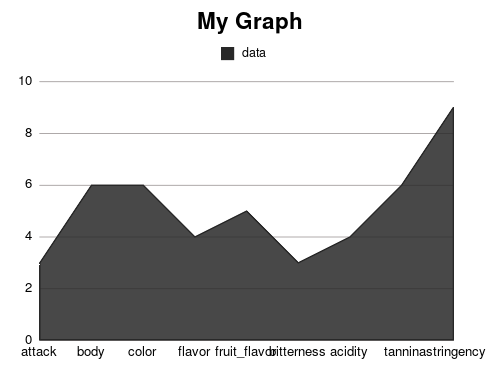 My Graph
data
10
8
6
4
2
0
attack body color flavor fruit_flavor bitterness acidity tannin astringency